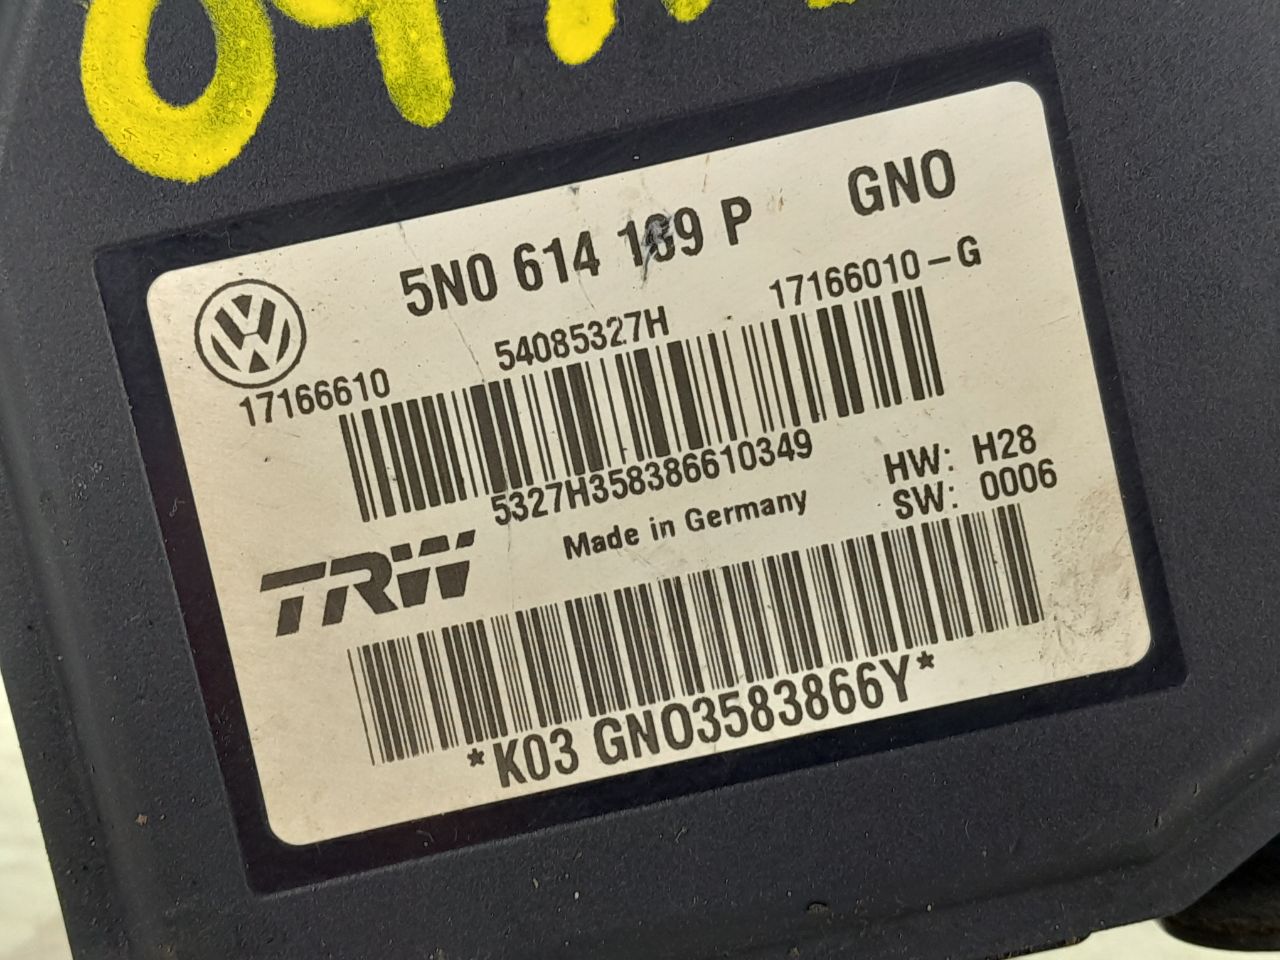 5N0 614 109 P GNO
54085327H 17166010-G
17166610
5327H358386610349
HW: H28
Made in Germany SW: 0006
TRW
*K03 GNO3583866Y*